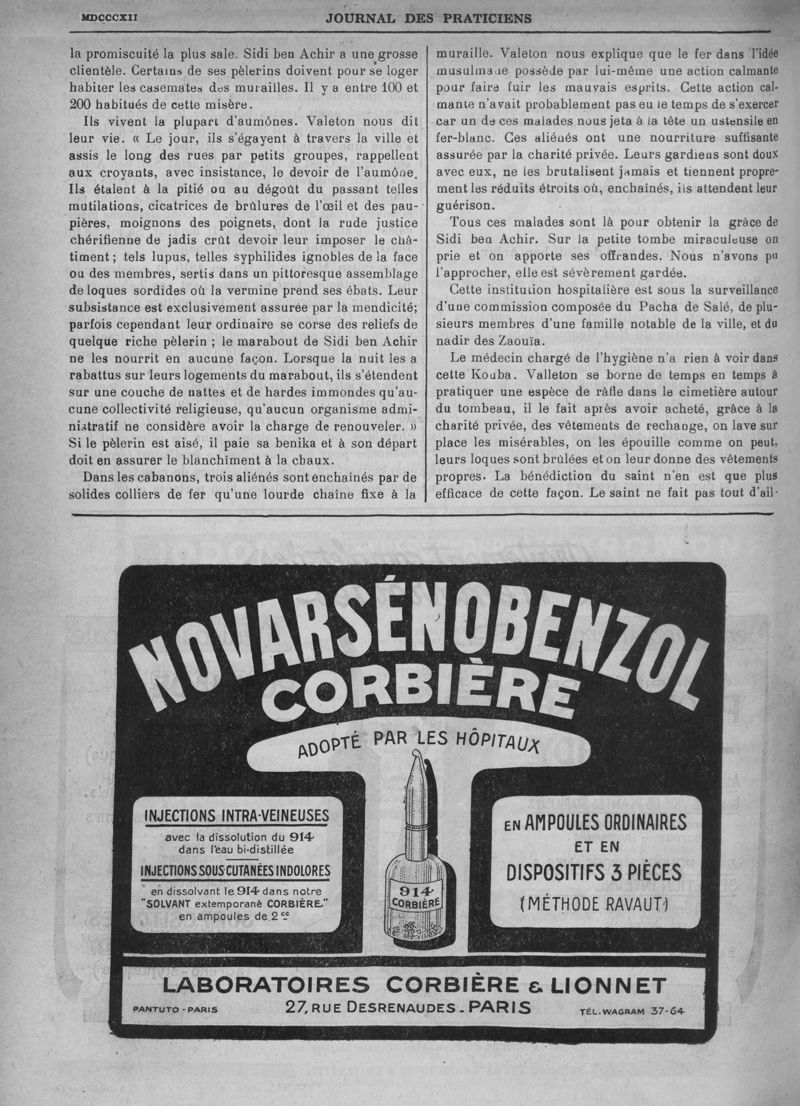 MDCCCXII
JOURNAL DES PRATICIENS
la promiscuité la plus sale. Sidi ben Achir a une grosse
clientèle. Certains de ses pèlerins doivent pour se loger
habiter les casemates des murailles. Il y a entre 100 et
200 habitués de cette misère.
Ils vivent la plupart d'aumônes. Valeton nous dit
leur vie. « Le jour, ils s'égayent à travers la ville et
assis le long des rues par petits groupes, rappellent
aux croyants, avec insistance, le devoir de l'aumône.
Ils étalent à la pitié ou au dégoût du passant telles
mutilations, cicatrices de brûlures de l'œil et des pau-
pières, moignons des poignets, dont la rude justice
chérifienne de jadis crût devoir leur imposer le châ-
timent ; tels lupus, telles syphilides ignobles de la face
ou des membres, sertis dans un pittoresque assemblage
de loques sordides où la vermine prend ses ébats. Leur
subsistance est exclusivement assurée par la mendicité;
parfois cependant leur ordinaire se corse des reliefs de
quelque riche pèlerin ; le marabout de Sidi ben Achir
ne les nourrit en aucune façon. Lorsque la nuit les a
rabattus sur leurs logements du marabout, ils s'étendent
sur une couche de nattes et de hardes immondes qu'au-
cune collectivité religieuse, qu'aucun organisme admi-
nistratif ne considère avoir la charge de renouveler. »
Si le pèlerin est aisé, il paie sa benika et à son départ
doit en assurer le blanchîment à la chaux.
Dans les cabanons, trois aliénés sont enchaînés par de
solides colliers de fer qu'une lourde chaîne fixe à la
muraille. Valeton nous explique que le fer dans l'idée
musulmane possède par lui-même une action calmante
pour faire fuir les mauvais esprits. Cette action cal-
mante n'avait probablement pas eu le temps de s'exercer
car un de ces malades nous jeta à la tête un ustensile en
fer-blanc. Ces aliénés ont une nourriture suffisante
assurée par la charité privée. Leurs gardiens sont doux
avec eux, ne les brutalisent jamais et tiennent propre-
ment les réduits étroits où, enchaînés, ils attendent leur
guérison.
Tous ces malades sont là pour obtenir la grâce de
Sidi ben Achir. Sur la petite tombe miraculeuse on
prie et on apporte ses offrandes. Nous n'avons pu
l'approcher, elle est sévèrement gardée.
Cette institution hospitalière est sous la surveillance
d'une commission composée du Pacha de Salé, de plu-
sieurs membres d'une famille notable de la ville, et du
nadir des Zaouïa.
Le médecin chargé de l'hygiène n'a rien à voir dans
cette Kouba. Valleton se borne de temps en temps à
pratiquer une espèce de râfle dans le cimetière autour
du tombeau, il le fait après avoir acheté, grâce à la
charité privée, des vêtements de rechange, on lave sur
place les misérables, on les épouille comme on peut,
leurs loques sont brûlées et on leur donne des vêtements
propres. La bénédiction du saint n'en est que plus
efficace de cette façon. Le saint ne fait pas tout d'ail-
NOVARSÉNOBENZOL
CORBIÈRE
ADOPTÉ PAR LES HÔPITAUX
INJECTIONS INTRA-VEINEUSES
avec la dissolution du 914
dans l'eau bi-distillée
INJECTIONS SOUS-CUTANÉES INDOLORES
en dissolvant le 914 dans notre
"SOLVANT extemporané CORBIÈRE"
en ampoules de 2cc
914
CORBIÈRE
EN AMPOULES ORDINAIRES
ET EN
DISPOSITIFS 3 PIÈCES
(MÉTHODE RAVAUT)
LABORATOIRES CORBIÈRE & LIONNET
PANTUTO - PARIS
27, RUE DESRENAUDES - PARIS
TÉL. WAGRAM 37-64